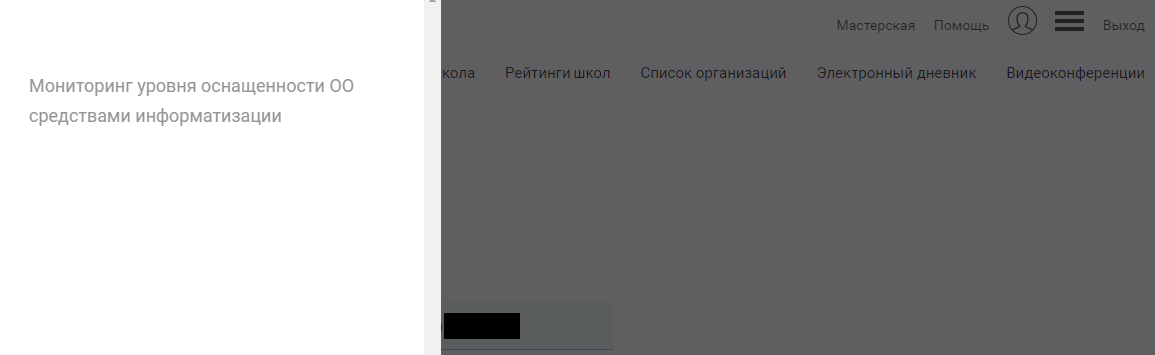 Мастерская Помощь Выход
кола Рейтинги школ Список организаций Электронный дневник Видеоконференции
Мониторинг уровня оснащенности ОО
средствами информатизации